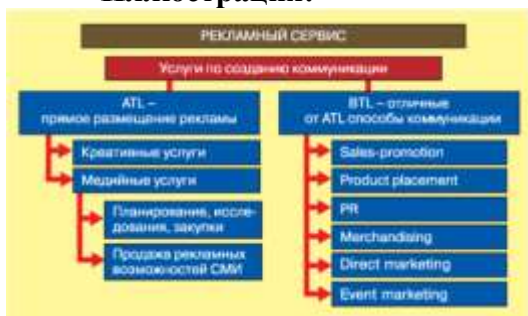 Иллюстрации:
РЕКЛАМНЫЙ СЕРВИС
Услуги по созданию коммуникации
ATL –
прямое размещение рекламы
Креативные услуги
Медийные услуги
Планирование, иссле-
дования, закупки
Продажа рекламных
возможностей СМИ
BTL – отличные
от ATL способы коммуникации
Sales-promotion
Product placement
PR
Merchandising
Direct marketing
Event marketing